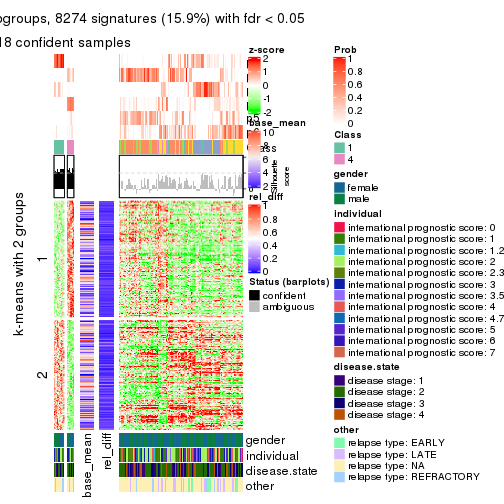 ogroups, 8274 signatures (15.9%) with fdr < 0.05
18 confident samples
k-means with 2 groups
1
2
base_mean
rel_diff
gender
individual
disease.state
other
z-score
2
1
0
-1
-2
base_mean
10
8
6
4
2
Silhouette
score
rel_diff
1
0.8
0.6
0.4
0.2
0
Status (barplots)
confident
ambiguous
Prob
1
0.8
0.6
0.4
0.2
0
Class
1
4
gender
female
male
individual
international prognostic score: 0
international prognostic score: 1
international prognostic score: 1.2
international prognostic score: 2
international prognostic score: 2.3
international prognostic score: 3
international prognostic score: 3.5
international prognostic score: 4
international prognostic score: 4.7
international prognostic score: 5
international prognostic score: 6
international prognostic score: 7
disease.state
disease stage: 1
disease stage: 2
disease stage: 3
disease stage: 4
other
relapse type: EARLY
relapse type: LATE
relapse type: NA
relapse type: REFRACTORY